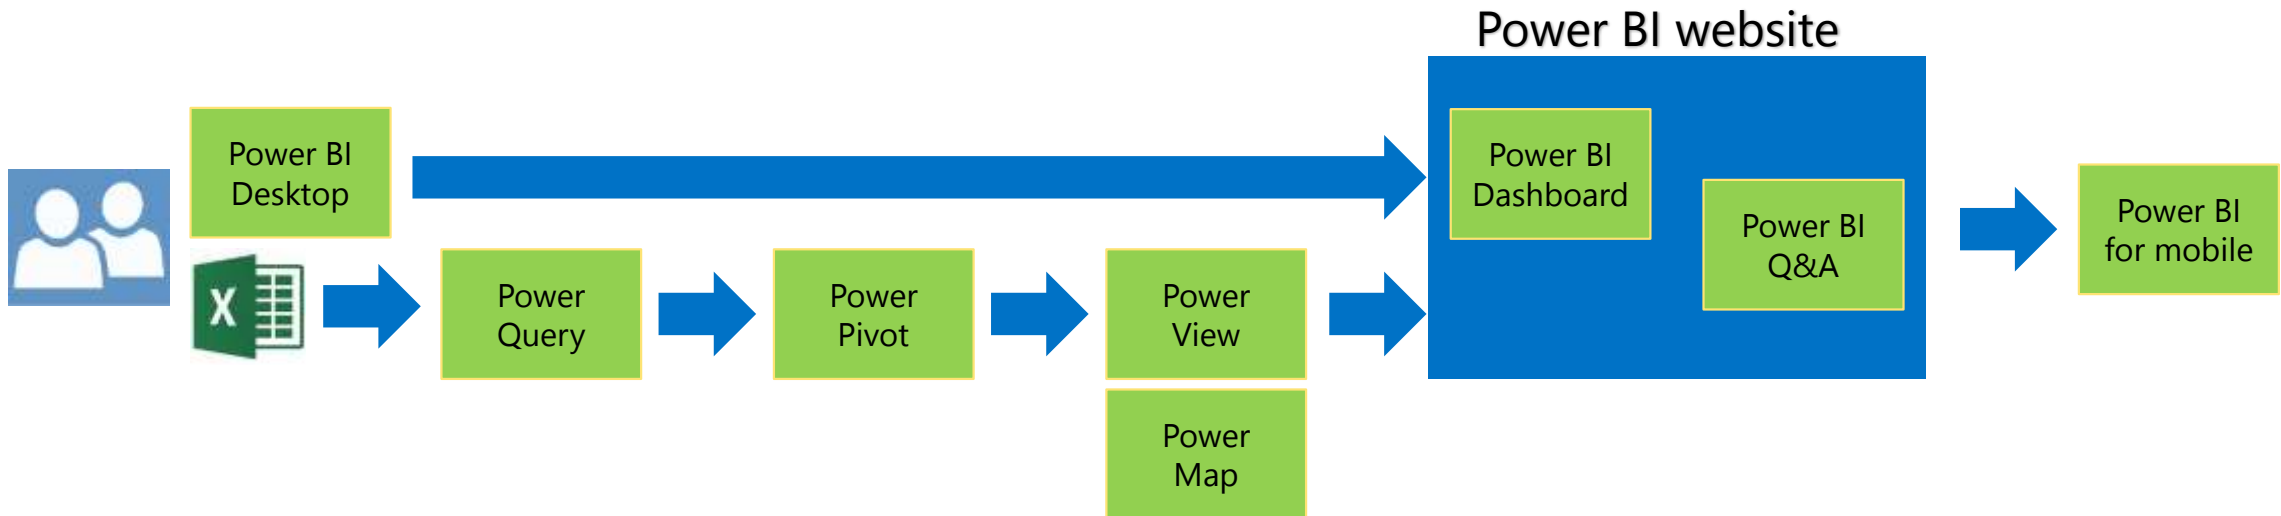 Power BI website
Power BI
Desktop
Power BI
Dashboard
Power BI
Q&A
Power BI
for mobile
X
Power
Query
Power
Pivot
Power
View
Power
Map